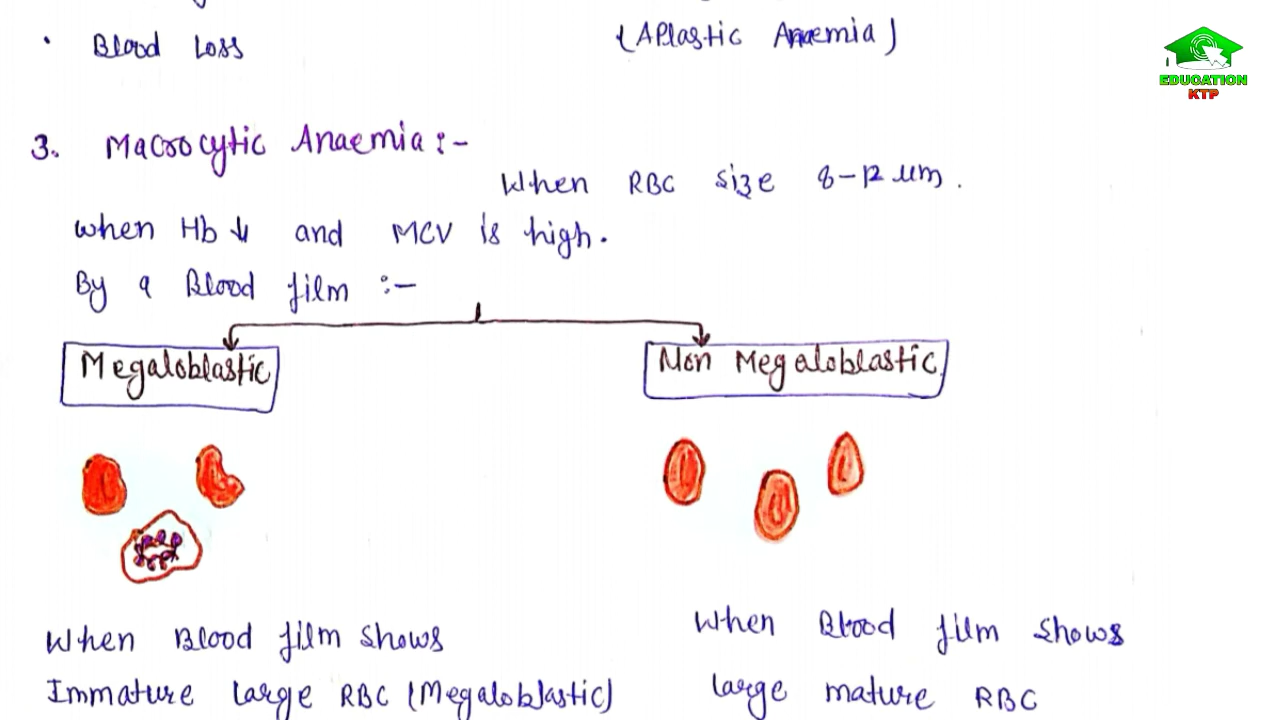 • Blood Loss
(Aplastic Anaemia)
EDUCATION
KTP
3. Macrocytic Anaemia :-
When RBC size 8-12 um.
when Hb ↓ and MCV is high.
By a Blood film :-
Megaloblastic
Non Megaloblastic
When Blood film Shows
Immature large RBC (Megaloblastic)
When Blood film Shows
large mature RBC